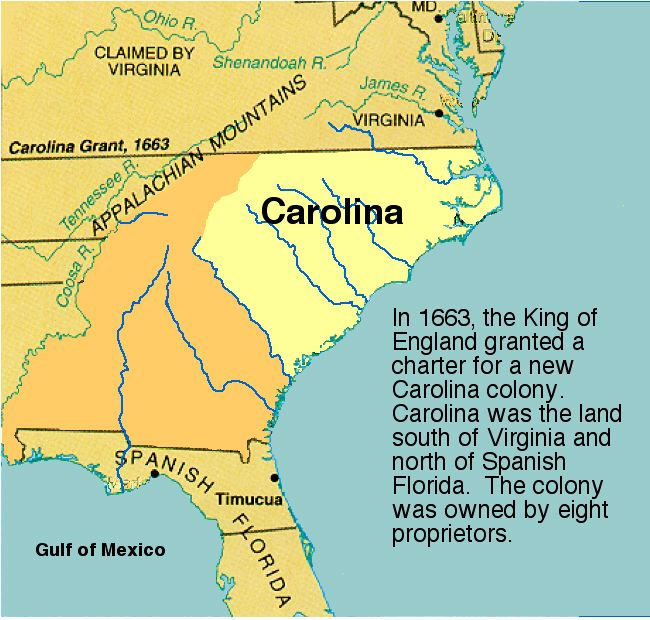 MD.
Ohio R.
D.
CLAIMED BY
VIRGINIA
Shenandoah R.
James R.
VIRGINIA
Carolina Grant, 1663
APPALACHIAN MOUNTAINS
Tennessee R.
Carolina
Coosa R.
In 1663, the King of
England granted a
charter for a new
Carolina colony.
Carolina was the land
south of Virginia and
north of Spanish
Florida. The colony
was owned by eight
proprietors.
SPANISH
FLORIDA
Timucua
Gulf of Mexico